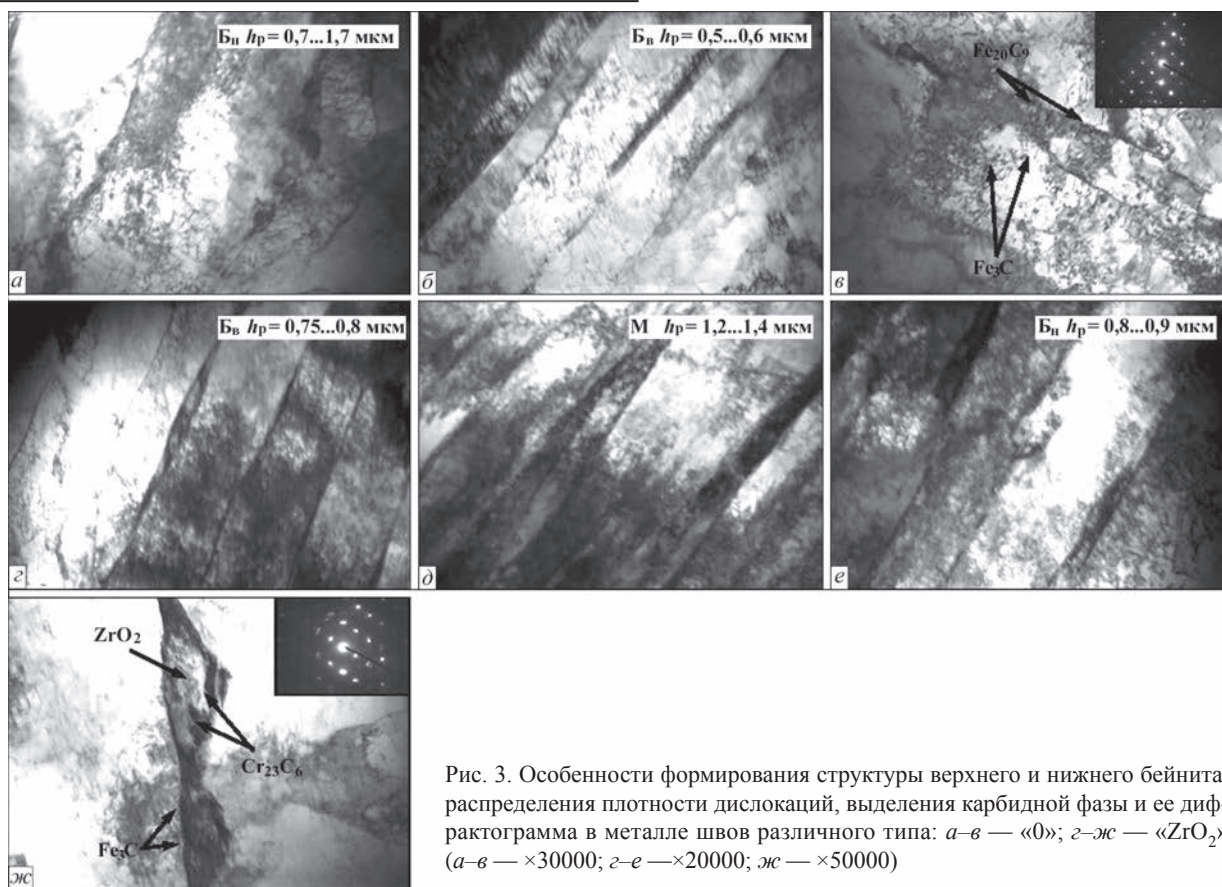 Бн hр= 0,7...1,7 мкм
а
Бв hр= 0,5...0,6 мкм
б
Fe20C9
Fe3C
в
Бв hр= 0,75...0,8 мкм
г
М hр= 1,2...1,4 мкм
д
Бн hр= 0,8...0,9 мкм
е
ZrO2
Cr23C6
Fe3C
ж
Рис. 3. Особенности формирования структуры верхнего и нижнего бейнита,
распределения плотности дислокаций, выделения карбидной фазы и ее диф-
рактограмма в металле швов различного типа: а–в — «0»; г–ж — «ZrO2»
(а–в — ×30000; г–е —×20000; ж — ×50000)